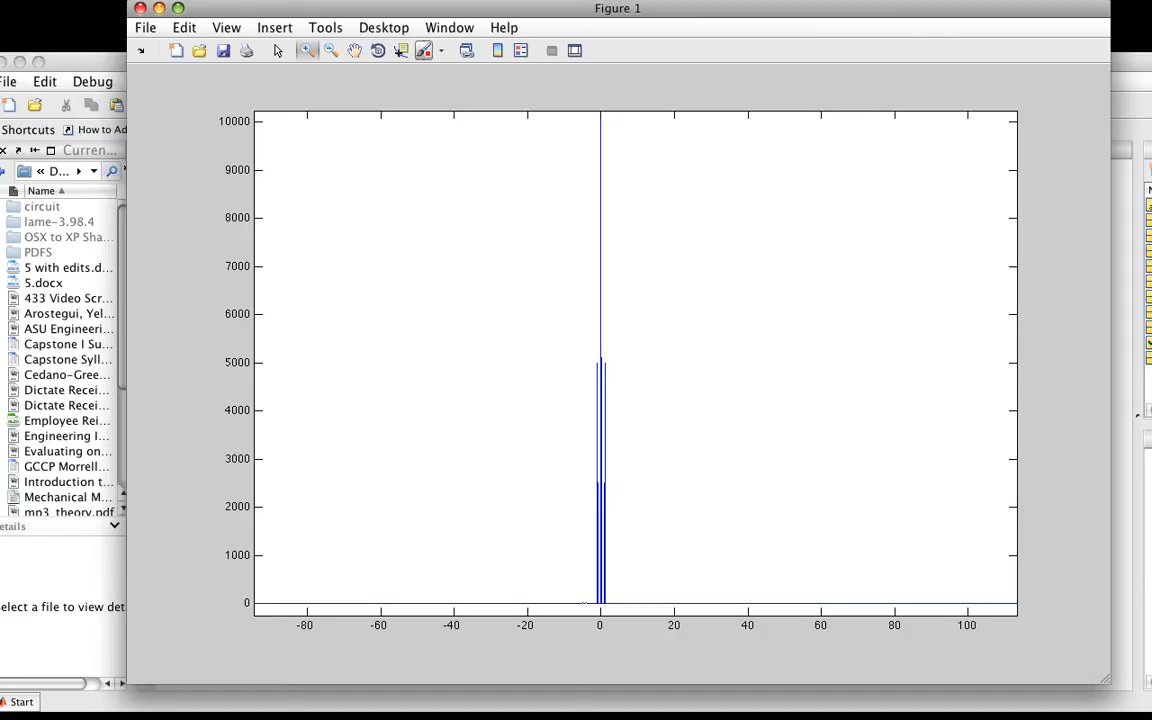 Figure 1
File Edit View Insert Tools Desktop Window Help
File Edit Debug
Shortcuts How to Ad
Curren...
« D...
Name
circuit
lame-3.98.4
OSX to XP Sha...
PDFS
5 with edits.d...
5.docx
433 Video Scr...
Arostegui, Yel...
ASU Engineeri...
Capstone I Su...
Capstone Syll...
Cedano-Gree...
Dictate Recei...
Dictate Recei...
Employee Rei...
Engineering I...
Evaluating on...
GCCP Morrell...
Introduction t...
Mechanical M...
mp3_theory.pdf
etails
elect a file to view det
Start
10000
9000
8000
7000
6000
5000
4000
3000
2000
1000
0
-80 -60 -40 -20 0 20 40 60 80 100